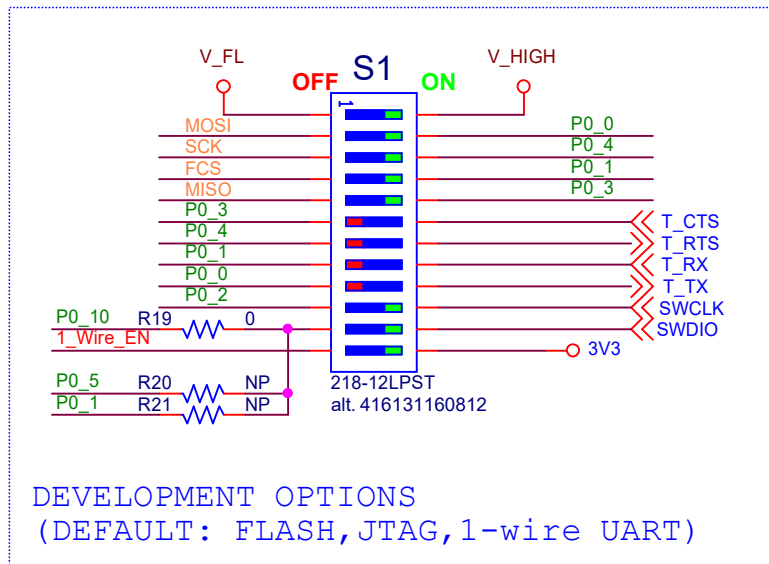 V_FL
S1
V_HIGH
OFF
ON
1
MOSI
P0_0
SCK
P0_4
FCS
P0_1
MISO
P0_3
P0_3
T_CTS
P0_4
T_RTS
P0_1
T_RX
P0_0
T_TX
P0_2
SWCLK
P0_10
R19
0
SWDIO
1_Wire_EN
3V3
P0_5
R20
NP
P0_1
R21
NP
218-12LPST
alt. 416131160812
DEVELOPMENT OPTIONS
(DEFAULT: FLASH,JTAG,1-wire UART)